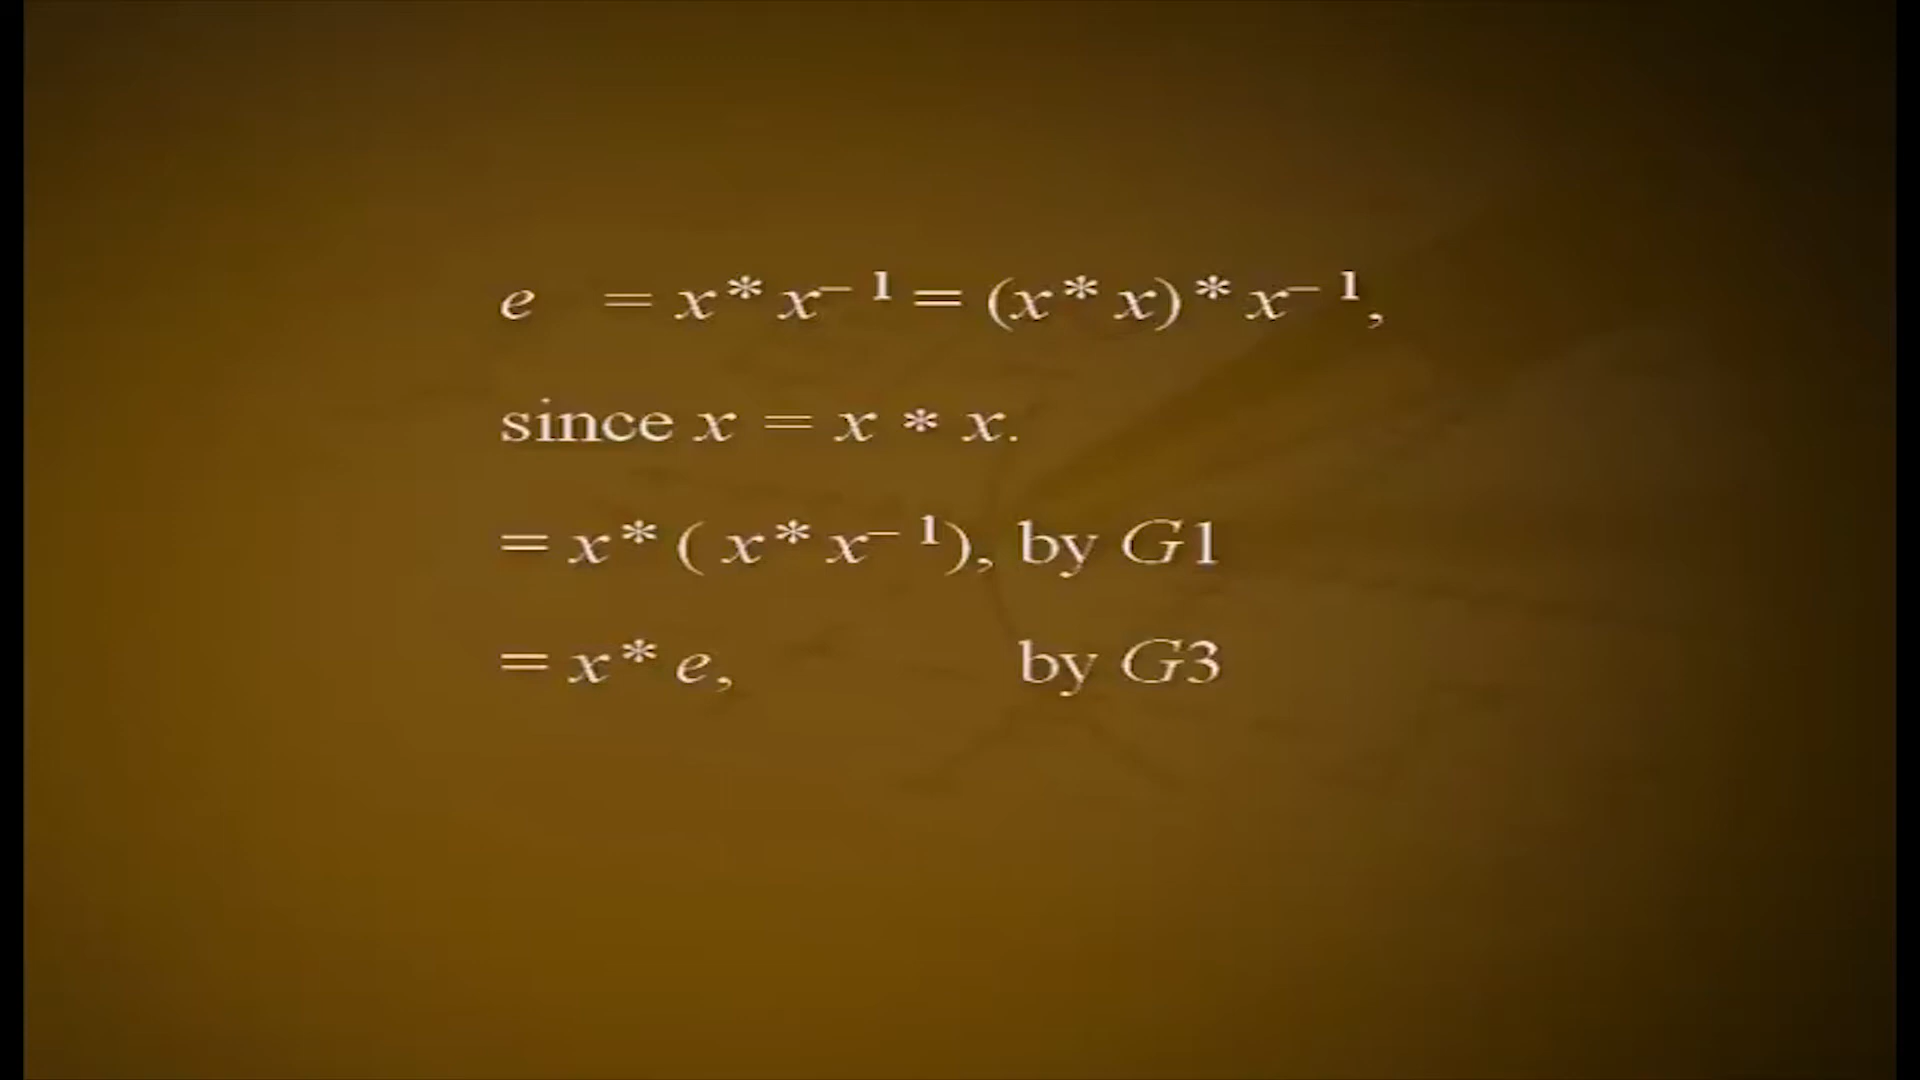 e = x * x⁻¹ = (x * x) * x⁻¹,
since x = x * x.
= x * ( x * x⁻¹), by G1
= x * e, by G3